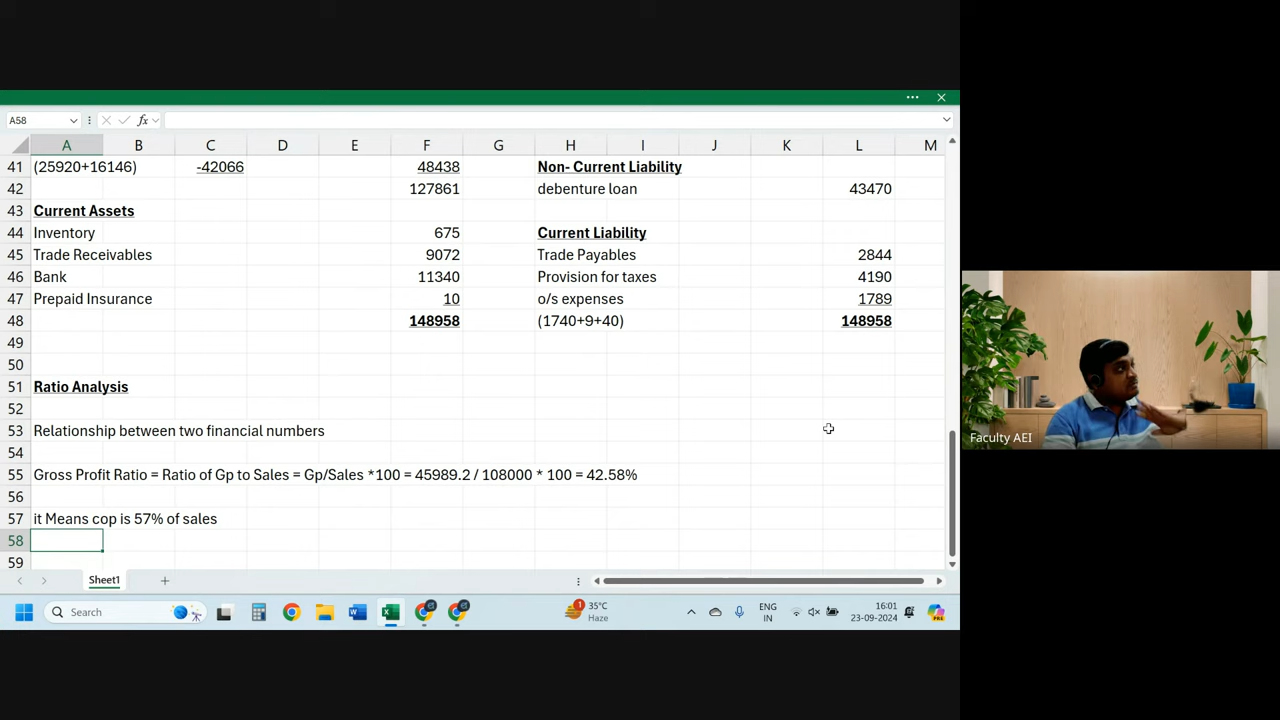 A58
fx
A B C D E F G H I J K L M
41 (25920+16146) -42066 48438 Non- Current Liability
42 127861 debenture loan 43470
43 Current Assets
44 Inventory 675 Current Liability
45 Trade Receivables 9072 Trade Payables 2844
46 Bank 11340 Provision for taxes 4190
47 Prepaid Insurance 10 o/s expenses 1789
48 148958 (1740+9+40) 148958
49
50
51 Ratio Analysis
52
53 Relationship between two financial numbers
54
55 Gross Profit Ratio = Ratio of Gp to Sales = Gp/Sales *100 = 45989.2 / 108000 * 100 = 42.58%
56
57 it Means cop is 57% of sales
58
59
Faculty AEI
Sheet1
Search
1
35°C
Haze
ENG
IN
16:01
23-09-2024
PRE